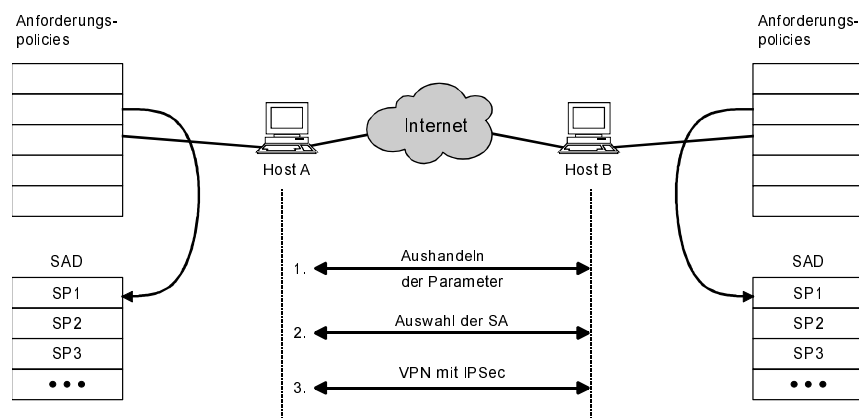 Anforderungs-
policies
Anforderungs-
policies
Internet
Host A
Host B
SAD
SP1
SP2
SP3
• • •
1.
Aushandeln
der Parameter
2.
Auswahl der SA
3.
VPN mit IPSec
SAD
SP1
SP2
SP3
• • •